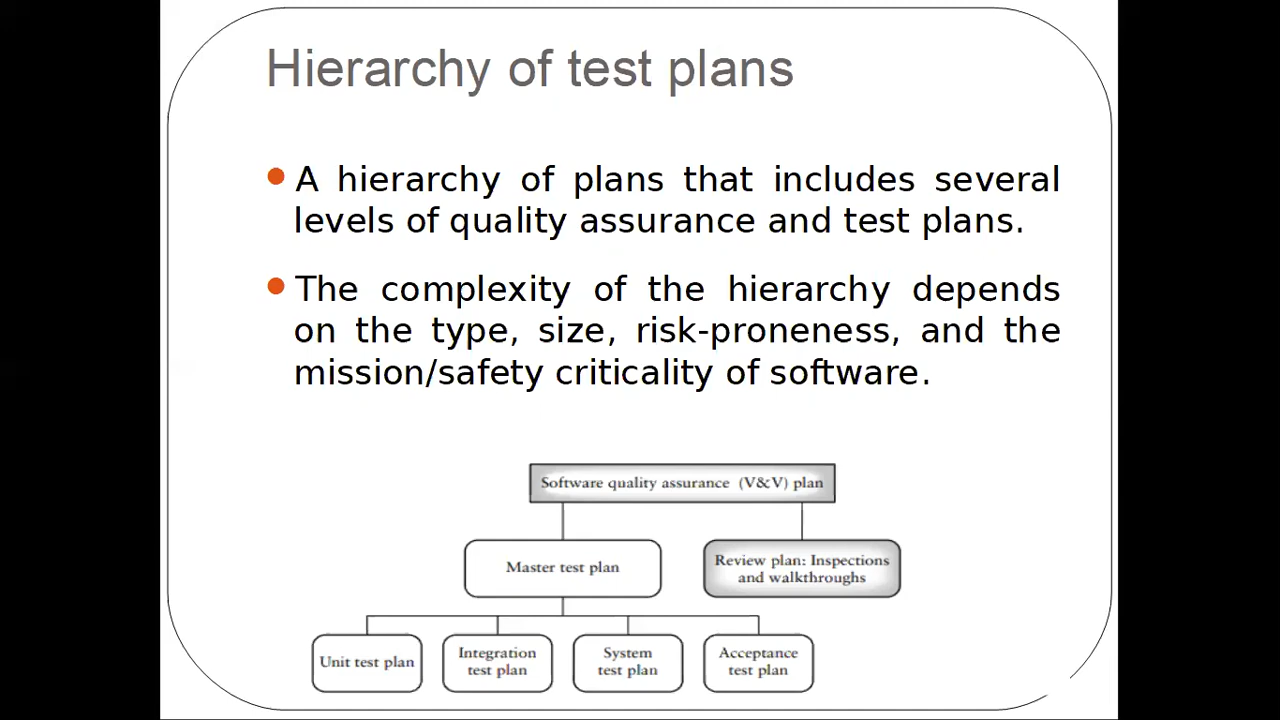 Hierarchy of test plans
A hierarchy of plans that includes several
levels of quality assurance and test plans.
The complexity of the hierarchy depends
on the type, size, risk-proneness, and the
mission/safety criticality of software.
Software quality assurance (V&V) plan
Master test plan
Review plan: Inspections
and walkthroughs
Unit test plan
Integration
test plan
System
test plan
Acceptance
test plan